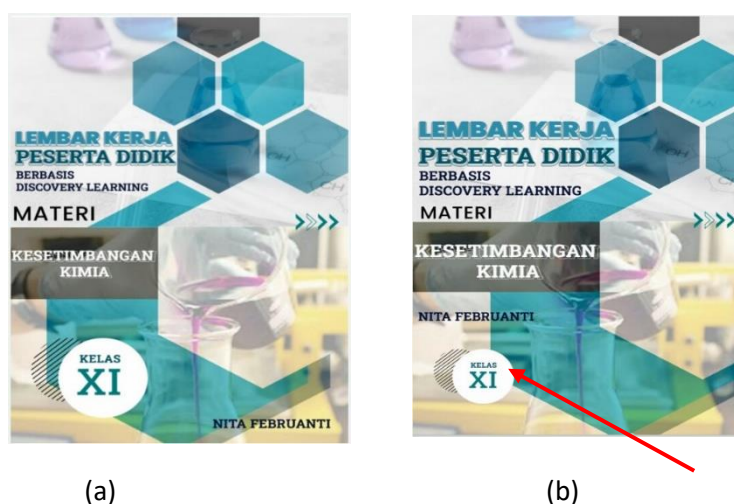 LEMBAR KERJA
PESERTA DIDIK
BERBASIS
DISCOVERY LEARNING
MATERI
KESETIMBANGAN
KIMIA
KELAS
XI
NITA FEBRUANTI
(a)
LEMBAR KERJA
PESERTA DIDIK
BERBASIS
DISCOVERY LEARNING
MATERI
KESETIMBANGAN
KIMIA
NITA FEBRUANTI
KELAS
XI
(b)